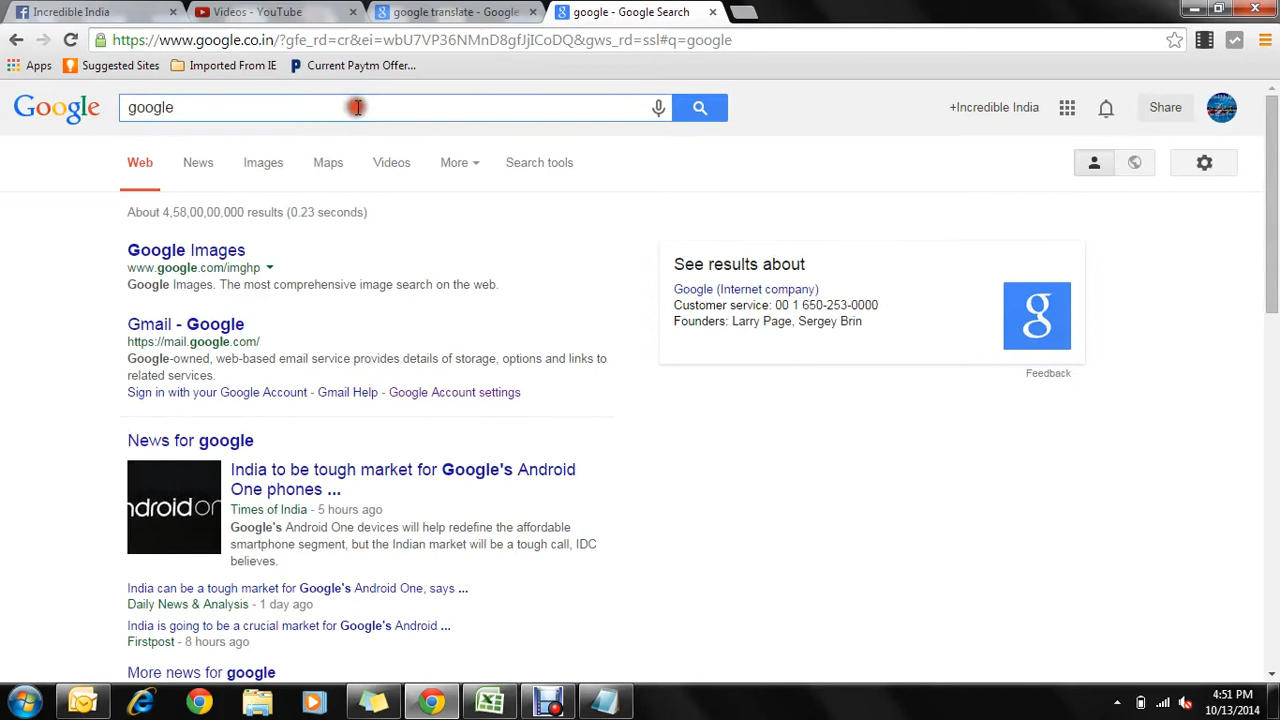 Incredible India
Videos - YouTube
google translate - Google
google - Google Search
https://www.google.co.in/?gfe_rd=cr&ei=wbU7VP36NMnD8gfJjICoDQ&gws_rd=ssl#q=google
Apps
Suggested Sites
Imported From IE
Current Paytm Offer...
Google
google
+Incredible India
Share
Web
News
Images
Maps
Videos
More
Search tools
About 4,58,00,00,000 results (0.23 seconds)
Google Images
www.google.com/imghp
Google Images. The most comprehensive image search on the web.
Gmail - Google
https://mail.google.com/
Google-owned, web-based email service provides details of storage, options and links to
related services.
Sign in with your Google Account - Gmail Help - Google Account settings
News for google
androidon
India to be tough market for Google's Android
One phones ...
Times of India - 5 hours ago
Google's Android One devices will help redefine the affordable
smartphone segment, but the Indian market will be a tough call, IDC
believes.
India can be a tough market for Google's Android One, says ...
Daily News & Analysis - 1 day ago
India is going to be a crucial market for Google's Android ...
Firstpost - 8 hours ago
More news for google
See results about
Google (Internet company)
Customer service: 00 1 650-253-0000
Founders: Larry Page, Sergey Brin
g
Feedback
4:51 PM
10/13/2014